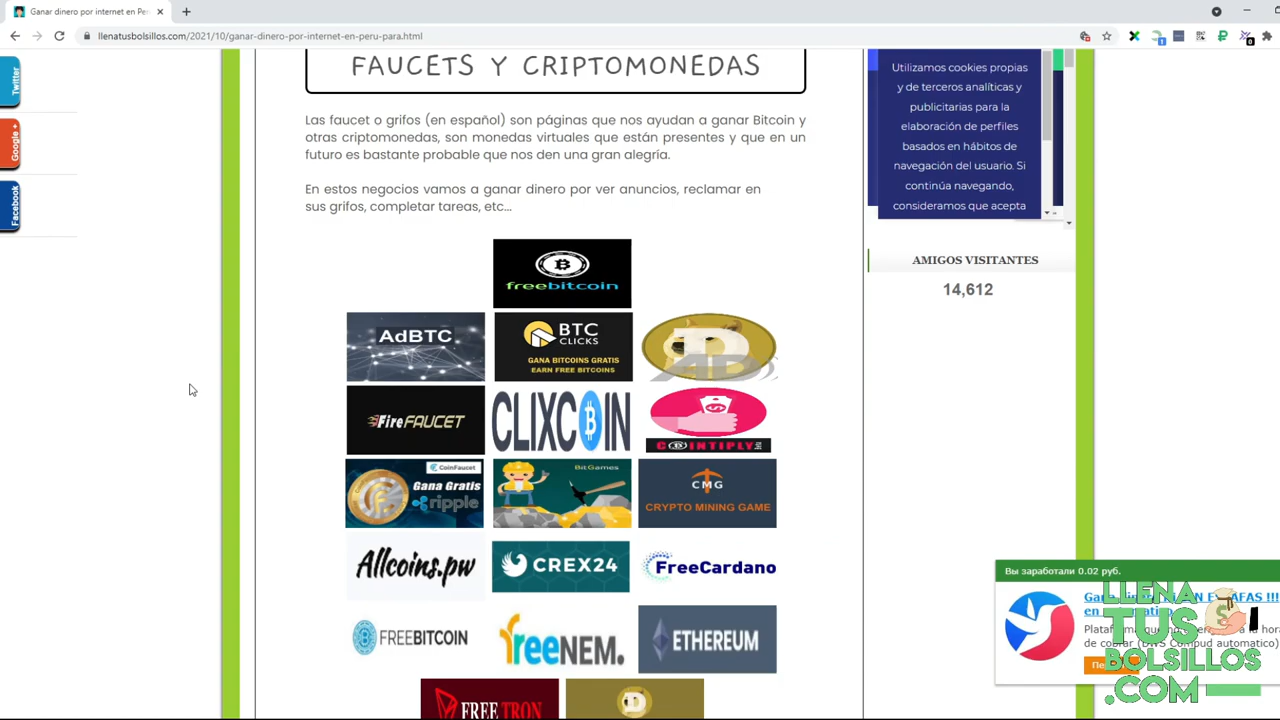 Ganar dinero por internet en Per
llenatusbolsillos.com/2021/10/ganar-dinero-por-internet-en-peru-para.html
Twitter
Google +
Facebook
FAUCETS Y CRIPTOMONEDAS
Las faucet o grifos (en español) son páginas que nos ayudan a ganar Bitcoin y
otras criptomonedas, son monedas virtuales que están presentes y que en un
futuro es bastante probable que nos den una gran alegría.
En estos negocios vamos a ganar dinero por ver anuncios, reclamar en
sus grifos, completar tareas, etc...
freebitcoin
AdBTC
BTC
CLICKS
GANA BITCOINS GRATIS
EARN FREE BITCOINS
AD
FireFAUCET
CLIXCOIN
COINTIPLY
CoinFaucet
Gana Gratis
ripple
BitGames
CMG
CRYPTO MINING GAME
Allcoins.pw
CREX24
FreeCardano
FREEBITCOIN
freeNEM.
ETHEREUM
FREE TRON
Utilizamos cookies propias
y de terceros analíticas y
publicitarias para la
elaboración de perfiles
basados en hábitos de
navegación del usuario. Si
continúa navegando,
consideramos que acepta
AMIGOS VISITANTES
14,612
Вы заработали 0.02 руб.
LLENA
TUS
BOLSILLOS
.COM